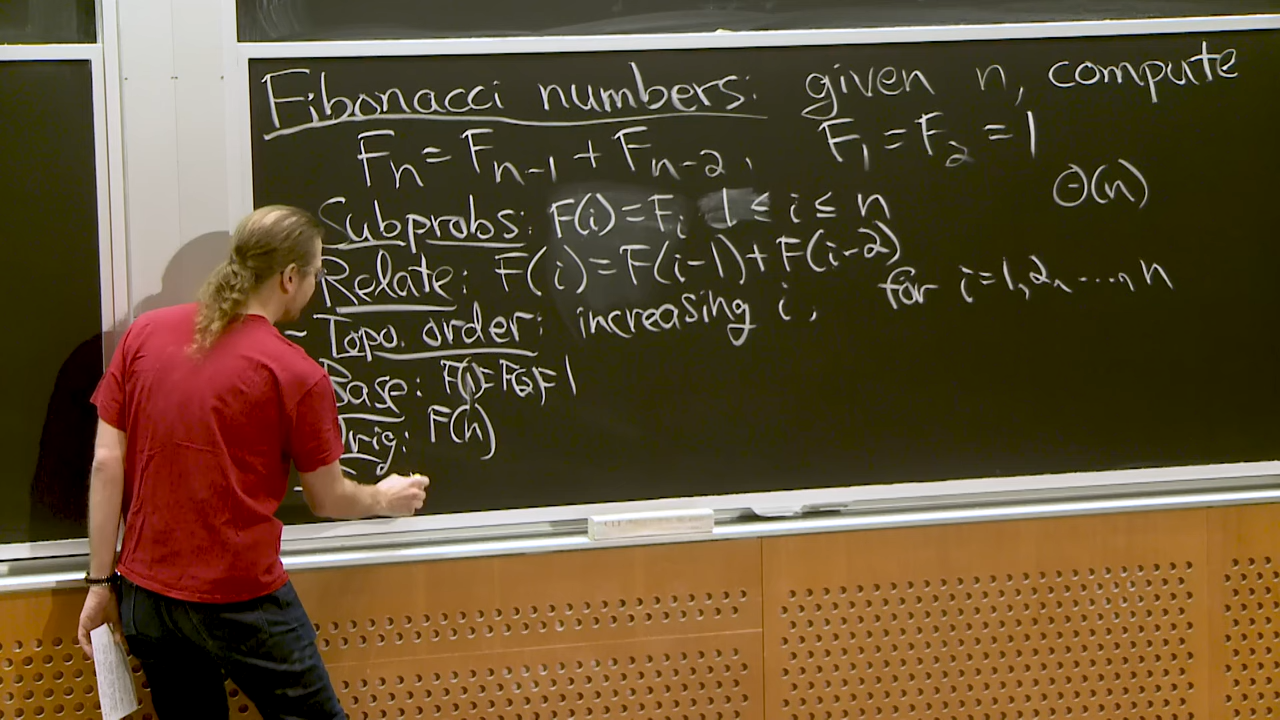 Fibonacci numbers: given n, compute
Fn = Fn-1 + Fn-2, F1 = F2 = 1
Θ(n)
Subprobs: F(i) = Fi 1 ≤ i ≤ n
Relate: F(i) = F(i-1) + F(i-2)
- Topo. order: increasing i, for i=1,2,...,n
Base: F(1)=F(2)=1
Orig: F(n)